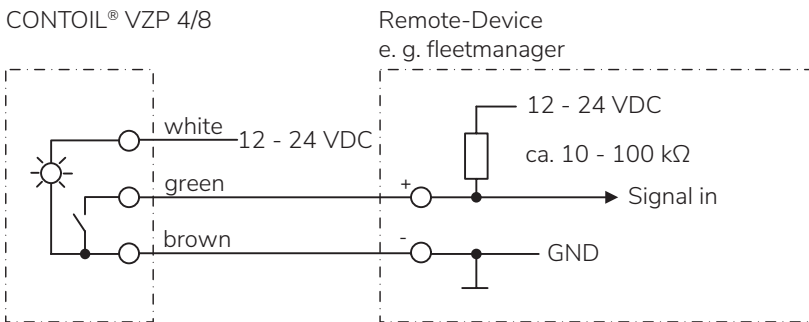 CONTOIL® VZP 4/8
Remote-Device
e. g. fleetmanager
white
12 - 24 VDC
12 - 24 VDC
ca. 10 - 100 kΩ
green
+
Signal in
brown
-
GND